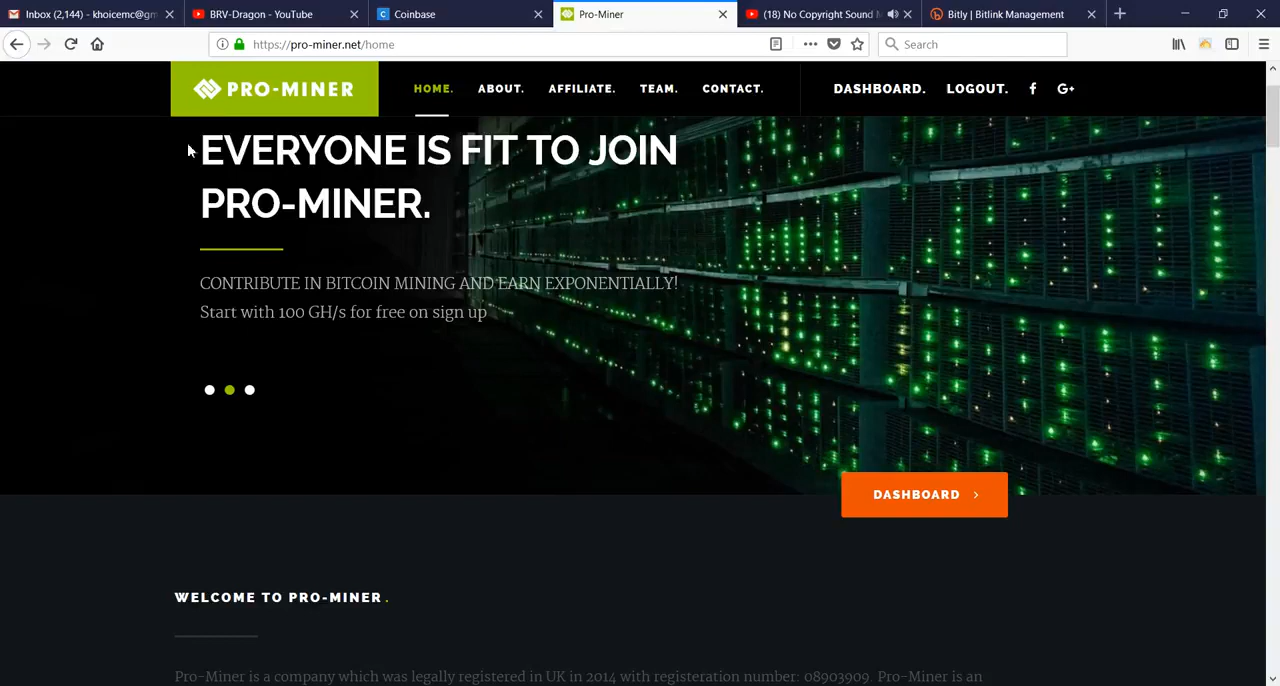 Inbox (2,144) - khoicemc@gm
BRV-Dragon - YouTube
Coinbase
Pro-Miner
(18) No Copyright Sound M
Bitly | Bitlink Management
https://pro-miner.net/home
Search
PRO-MINER
HOME.
ABOUT.
AFFILIATE.
TEAM.
CONTACT.
DASHBOARD.
LOGOUT.
EVERYONE IS FIT TO JOIN
PRO-MINER.
CONTRIBUTE IN BITCOIN MINING AND EARN EXPONENTIALLY!
Start with 100 GH/s for free on sign up
DASHBOARD
WELCOME TO PRO-MINER.
Pro-Miner is a company which was legally registered in UK in 2014 with registeration number: 08903909. Pro-Miner is an